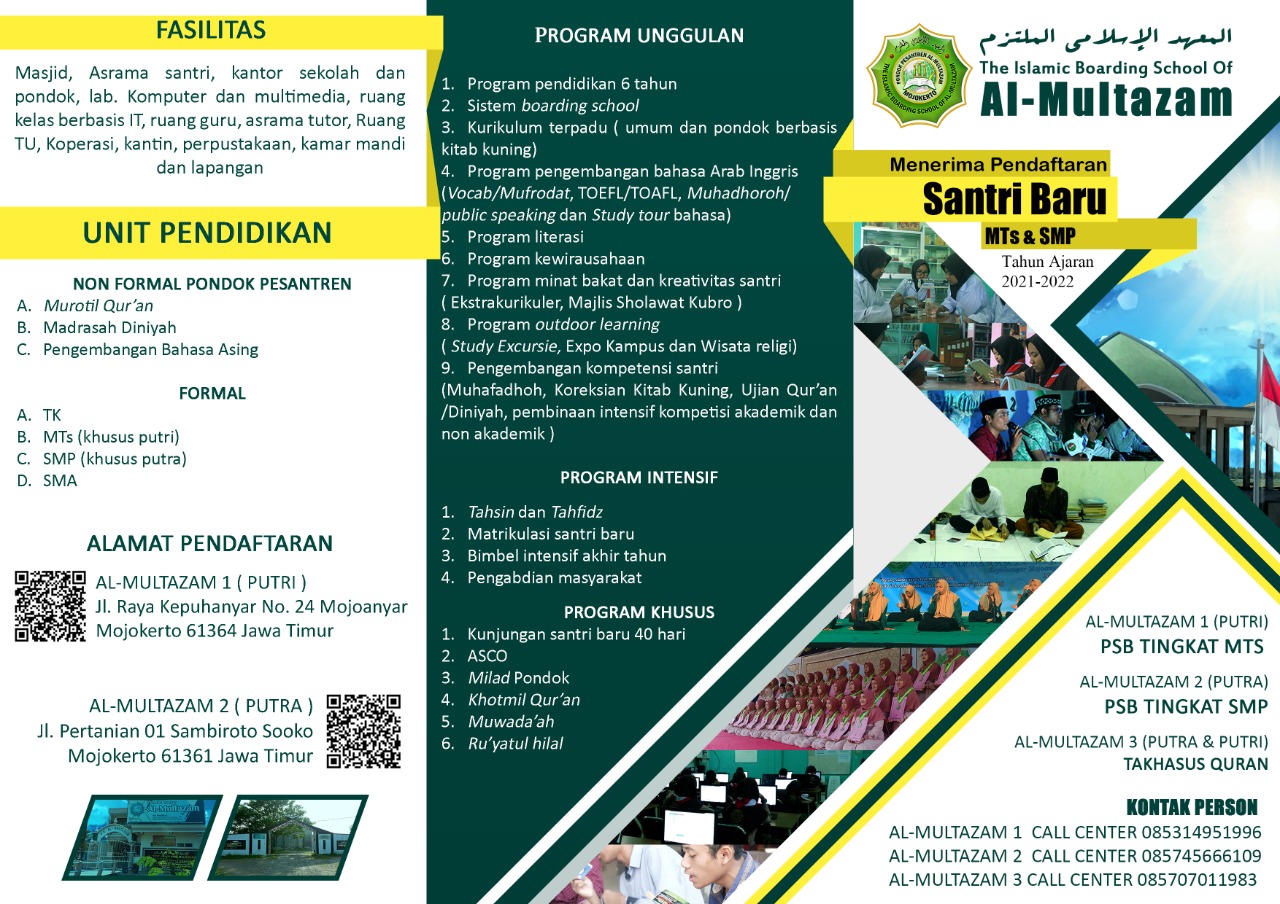 FASILITAS
Masjid, Asrama santri, kantor sekolah dan
pondok, lab. Komputer dan multimedia, ruang
kelas berbasis IT, ruang guru, asrama tutor, Ruang
TU, Koperasi, kantin, perpustakaan, kamar mandi
dan lapangan
UNIT PENDIDIKAN
NON FORMAL PONDOK PESANTREN
A. Murotil Qur’an
B. Madrasah Diniyah
C. Pengembangan Bahasa Asing
FORMAL
A. TK
B. MTs (khusus putri)
C. SMP (khusus putra)
D. SMA
ALAMAT PENDAFTARAN
AL-MULTAZAM 1 ( PUTRI )
Jl. Raya Kepuhanyar No. 24 Mojoanyar
Mojokerto 61364 Jawa Timur
AL-MULTAZAM 2 ( PUTRA )
Jl. Pertanian 01 Sambiroto Sooko
Mojokerto 61361 Jawa Timur
PROGRAM UNGGULAN
1. Program pendidikan 6 tahun
2. Sistem boarding school
3. Kurikulum terpadu ( umum dan pondok berbasis
kitab kuning)
4. Program pengembangan bahasa Arab Inggris
(Vocab/Mufrodat, TOEFL/TOAFL, Muhadhoroh/
public speaking dan Study tour bahasa)
5. Program literasi
6. Program kewirausahaan
7. Program minat bakat dan kreativitas santri
( Ekstrakurikuler, Majlis Sholawat Kubro )
8. Program outdoor learning
( Study Excursie, Expo Kampus dan Wisata religi)
9. Pengembangan kompetensi santri
(Muhafadhoh, Koreksian Kitab Kuning, Ujian Qur’an
/Diniyah, pembinaan intensif kompetisi akademik dan
non akademik )
PROGRAM INTENSIF
1. Tahsin dan Tahfidz
2. Matrikulasi santri baru
3. Bimbel intensif akhir tahun
4. Pengabdian masyarakat
PROGRAM KHUSUS
1. Kunjungan santri baru 40 hari
2. ASCO
3. Milad Pondok
4. Khotmil Qur’an
5. Muwada’ah
6. Ru’yatul hilal
PONDOK PESANTREN AL-MULTAZAM
MOJOKERTO
THE ISLAMIC BOARDING SCHOOL OF AL-MULTAZAM
المعهد الإسلامى الملتزم
The Islamic Boarding School Of
Al-Multazam
Menerima Pendaftaran
Santri Baru
MTs & SMP
Tahun Ajaran
2021-2022
AL-MULTAZAM 1 (PUTRI)
PSB TINGKAT MTS
AL-MULTAZAM 2 (PUTRA)
PSB TINGKAT SMP
AL-MULTAZAM 3 (PUTRA & PUTRI)
TAKHASUS QURAN
KONTAK PERSON
AL-MULTAZAM 1 CALL CENTER 085314951996
AL-MULTAZAM 2 CALL CENTER 085745666109
AL-MULTAZAM 3 CALL CENTER 085707011983